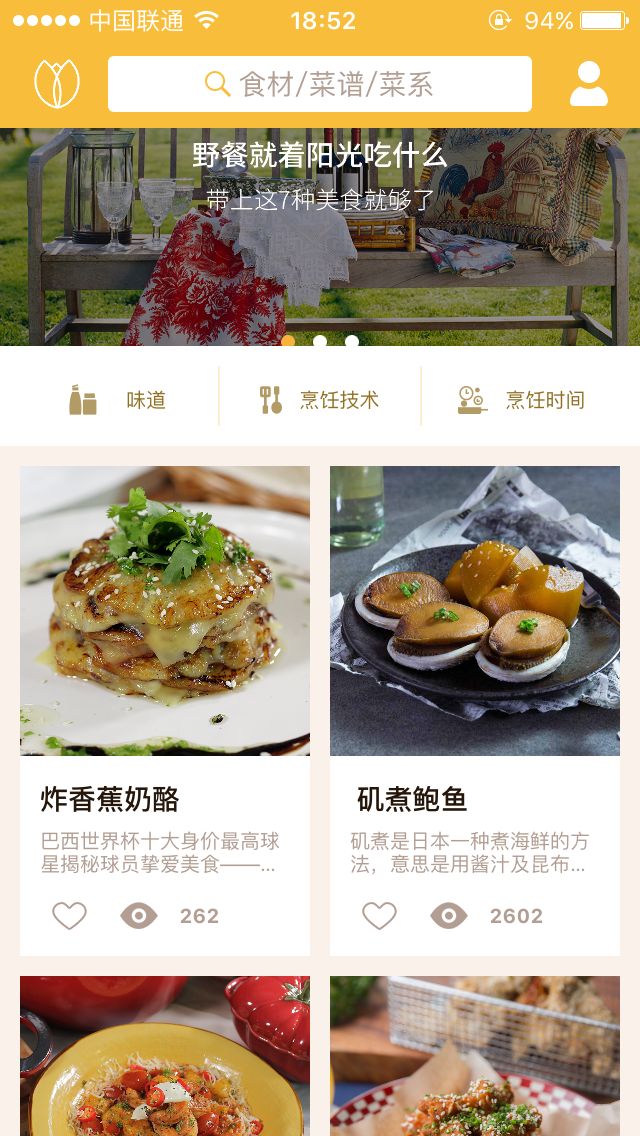 中国联通
18:52
94%
食材/菜谱/菜系
野餐就着阳光吃什么
带上这7种美食就够了
味道
烹饪技术
烹饪时间
炸香蕉奶酪
巴西世界杯十大身价最高球
星揭秘球员挚爱美食——...
262
矶煮鲍鱼
矶煮是日本一种煮海鲜的方
法，意思是用酱汁及昆布...
2602